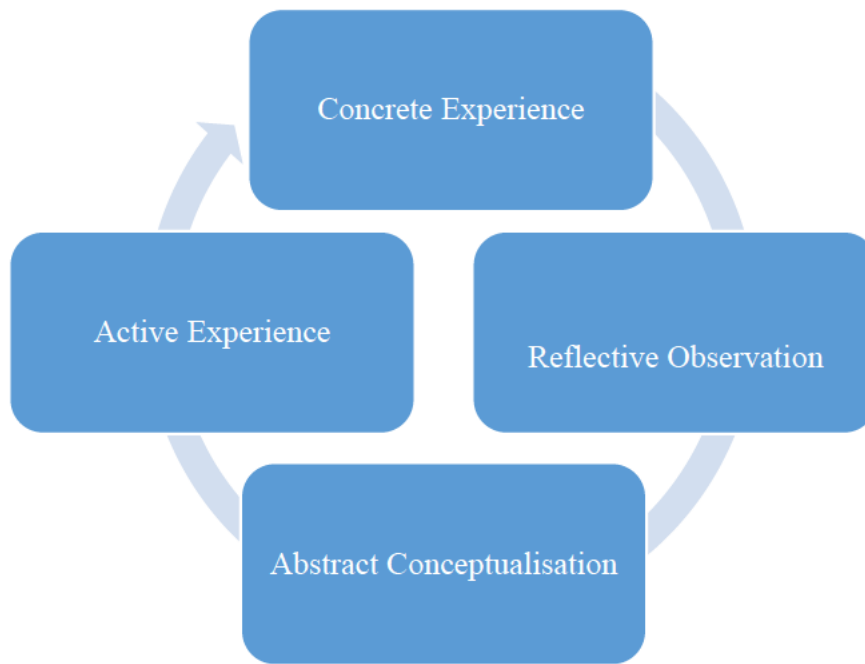 Concrete Experience
Active Experience
Reflective Observation
Abstract Conceptualisation